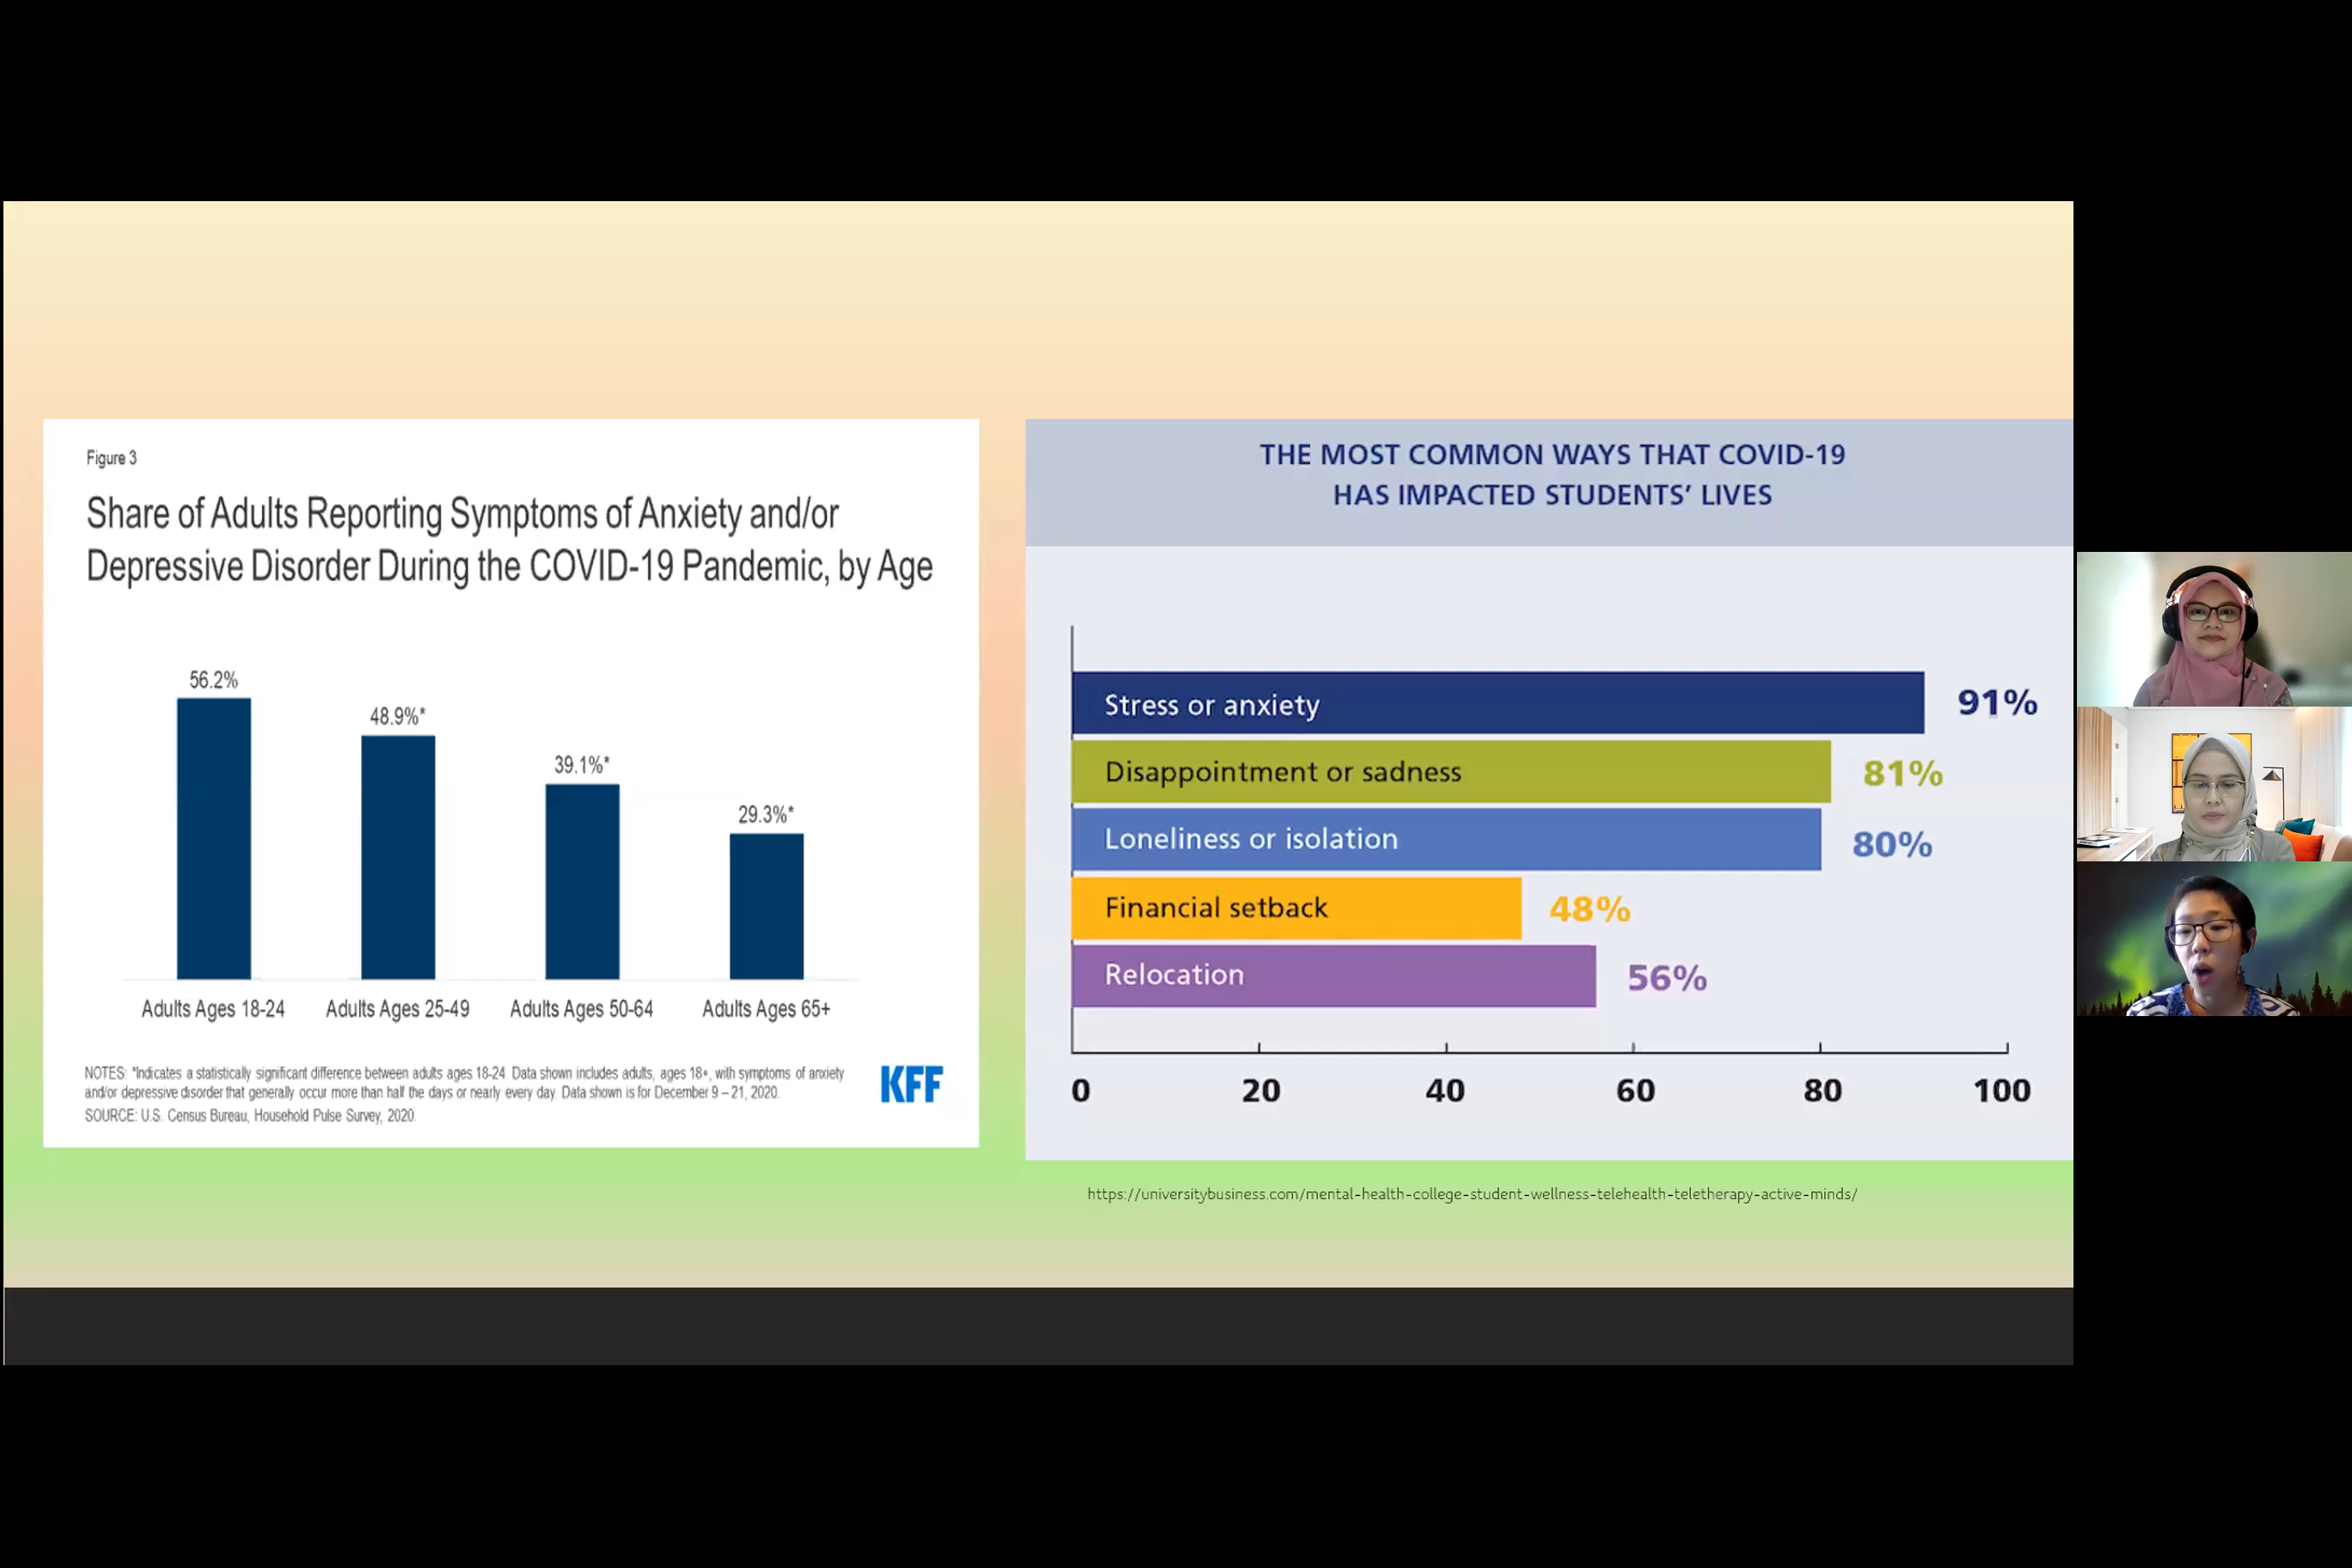 Figure 3
Share of Adults Reporting Symptoms of Anxiety and/or
Depressive Disorder During the COVID-19 Pandemic, by Age
56.2%
48.9%*
39.1%*
29.3%*
Adults Ages 18-24
Adults Ages 25-49
Adults Ages 50-64
Adults Ages 65+
NOTES: *Indicates a statistically significant difference between adults ages 18-24. Data shown includes adults, ages 18+, with symptoms of anxiety
and/or depressive disorder that generally occur more than half the days or nearly every day. Data shown is for December 9 – 21, 2020.
SOURCE: U.S. Census Bureau, Household Pulse Survey, 2020
KFF
THE MOST COMMON WAYS THAT COVID-19
HAS IMPACTED STUDENTS’ LIVES
Stress or anxiety 91%
Disappointment or sadness 81%
Loneliness or isolation 80%
Financial setback 48%
Relocation 56%
0 20 40 60 80 100
https://universitybusiness.com/mental-health-college-student-wellness-telehealth-teletherapy-active-minds/